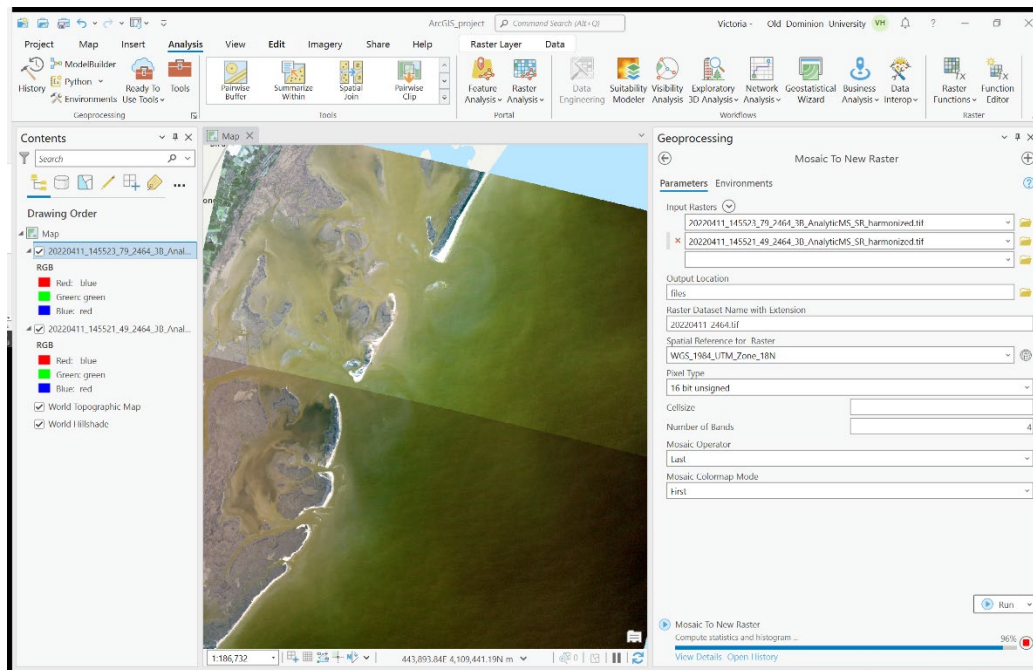 ArcGIS_project
Command Search (Alt+Q)
Victoria - Old Dominion University
VH
?
Project Map Insert Analysis View Edit Imagery Share Help Raster Layer Data
History
ModelBuilder
Python
Environments
Ready To Use Tools
Tools
Pairwise Buffer
Summarize Within
Spatial Join
Pairwise Clip
Feature Analysis
Raster Analysis
Data Engineering
Suitability Modeler
Visibility Analysis
Exploratory 3D Analysis
Network Analysis
Geostatistical Wizard
Business Analysis
Data Interop
Raster Functions
Function Editor
Geoprocessing Tools Portal Workflows Raster
Contents
Search
Drawing Order
Map
20220411_145523_79_2464_3B_Anal...
RGB
Red: blue
Green: green
Blue: red
20220411_145521_49_2464_3B_Anal...
RGB
Red: blue
Green: green
Blue: red
World Topographic Map
World Hillshade
Map
1:186,732
443,893.84E 4,109,441.19N m
0
Geoprocessing
Mosaic To New Raster
Parameters Environments
?
Input Rasters
20220411_145523_79_2464_3B_AnalyticMS_SR_harmonized.tif
20220411_145521_49_2464_3B_AnalyticMS_SR_harmonized.tif
Output Location
files
Raster Dataset Name with Extension
20220411_2464.tif
Spatial Reference for Raster
WGS_1984_UTM_Zone_18N
Pixel Type
16 bit unsigned
Cellsize
Number of Bands
4
Mosaic Operator
Last
Mosaic Colormap Mode
First
Run
Mosaic To New Raster
Compute statistics and histogram ...
96%
View Details Open History